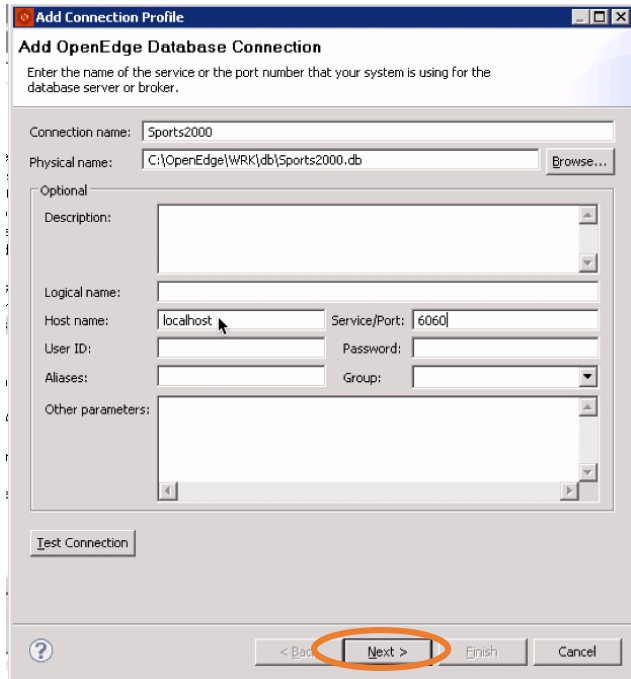 Add Connection Profile
Add OpenEdge Database Connection
Enter the name of the service or the port number that your system is using for the
database server or broker.
Connection name: Sports2000
Physical name: C:\OpenEdge\WRK\db\Sports2000.db Browse...
Optional
Description:
Logical name:
Host name: localhost Service/Port: 6060
User ID: Password:
Aliases: Group:
Other parameters:
Test Connection
? < Back Next > Finish Cancel